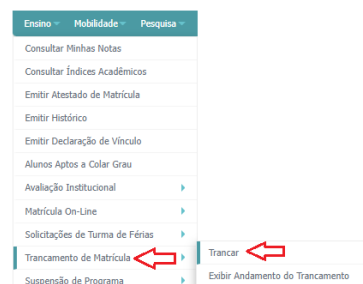 Ensino Mobilidade Pesquisa
Consultar Minhas Notas
Consultar Índices Acadêmicos
Emitir Atestado de Matrícula
Emitir Histórico
Emitir Declaração de Vínculo
Alunos Aptos a Colar Grau
Avaliação Institucional
Matrícula On-Line
Solicitações de Turma de Férias
Trancamento de Matrícula
Trancar
Suspensão de Programa
Exibir Andamento do Trancamento